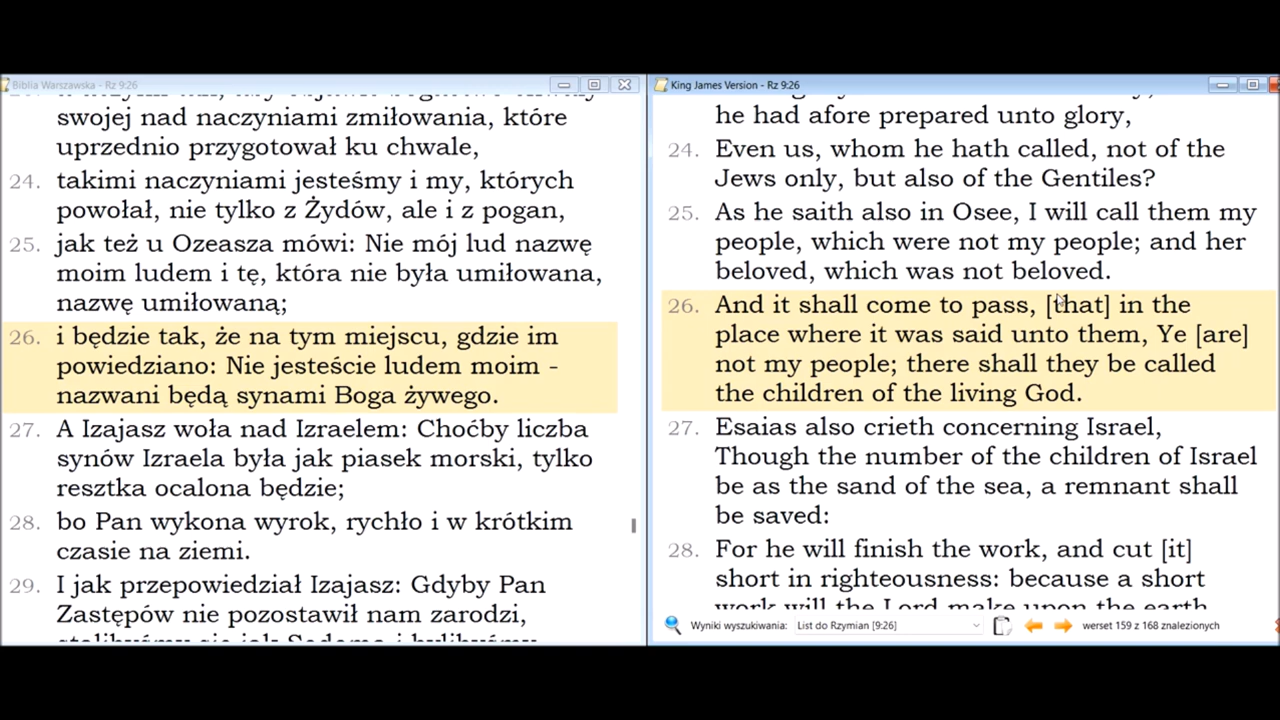 Biblia Warszawska - Rz 9:26
swojej nad naczyniami zmiłowania, które
uprzednio przygotował ku chwale,
24. takimi naczyniami jesteśmy i my, których
powołał, nie tylko z Żydów, ale i z pogan,
25. jak też u Ozeasza mówi: Nie mój lud nazwę
moim ludem i tę, która nie była umiłowana,
nazwę umiłowaną;
26. i będzie tak, że na tym miejscu, gdzie im
powiedziano: Nie jesteście ludem moim -
nazwani będą synami Boga żywego.
27. A Izajasz woła nad Izraelem: Choćby liczba
synów Izraela była jak piasek morski, tylko
resztka ocalona będzie;
28. bo Pan wykona wyrok, rychło i w krótkim
czasie na ziemi.
29. I jak przepowiedział Izajasz: Gdyby Pan
Zastępów nie pozostawił nam zarodzi,
King James Version - Rz 9:26
he had afore prepared unto glory,
24. Even us, whom he hath called, not of the
Jews only, but also of the Gentiles?
25. As he saith also in Osee, I will call them my
people, which were not my people; and her
beloved, which was not beloved.
26. And it shall come to pass, [that] in the
place where it was said unto them, Ye [are]
not my people; there shall they be called
the children of the living God.
27. Esaias also crieth concerning Israel,
Though the number of the children of Israel
be as the sand of the sea, a remnant shall
be saved:
28. For he will finish the work, and cut [it]
short in righteousness: because a short
work will the Lord make upon the earth
Wyniki wyszukiwania: List do Rzymian [9:26] werset 159 z 168 znalezionych